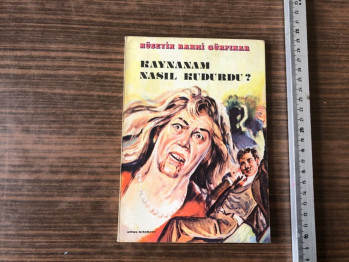 HÜSEYİN RAHMİ GÜRPINAR
KAYNANAM
NASIL KUDURDU?